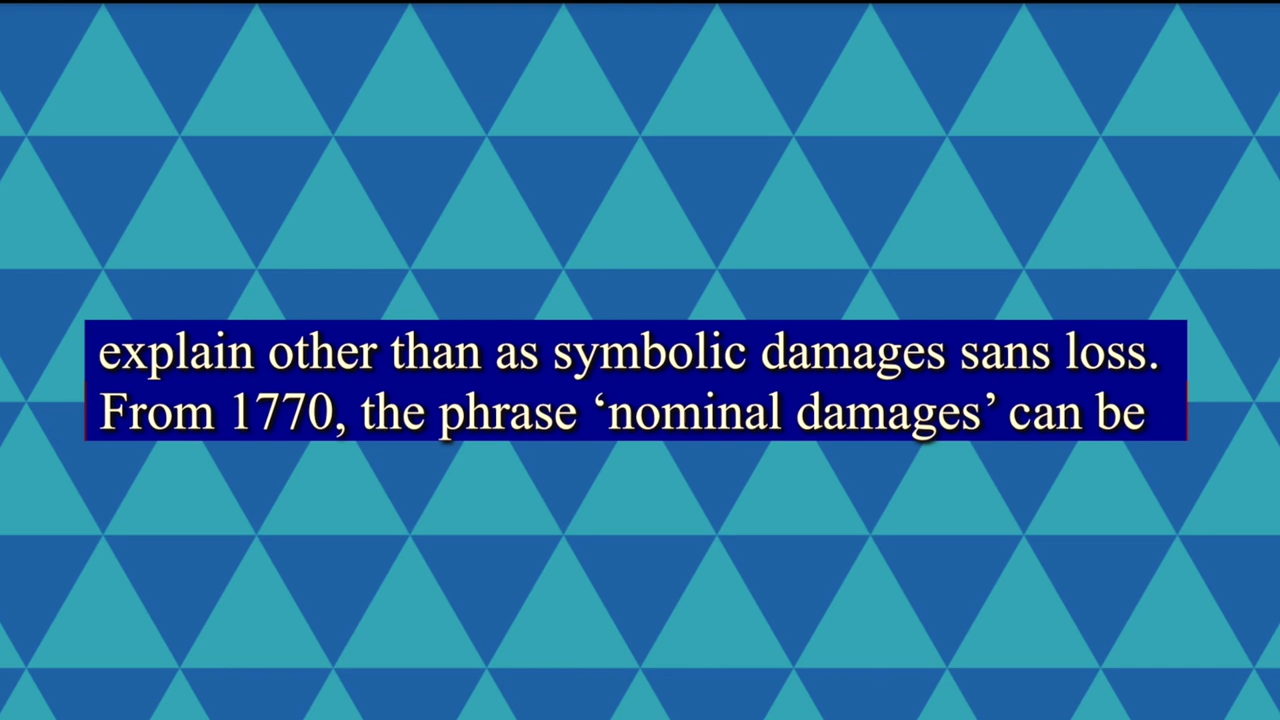 explain other than as symbolic damages sans loss.
From 1770, the phrase ‘nominal damages’ can be